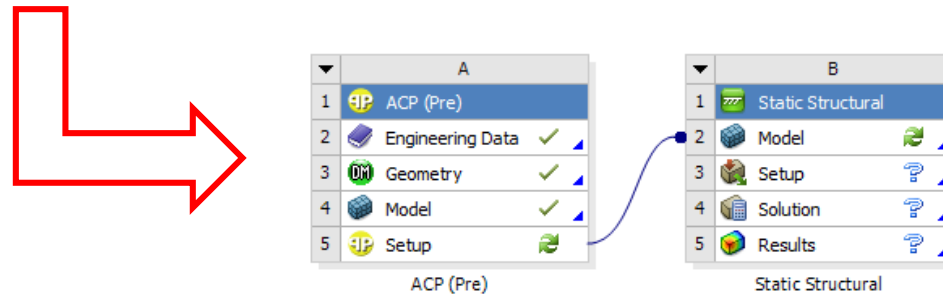 A
1 ACP (Pre)
2 Engineering Data
3 Geometry
4 Model
5 Setup
ACP (Pre)
B
1 Static Structural
2 Model
3 Setup
4 Solution
5 Results
Static Structural